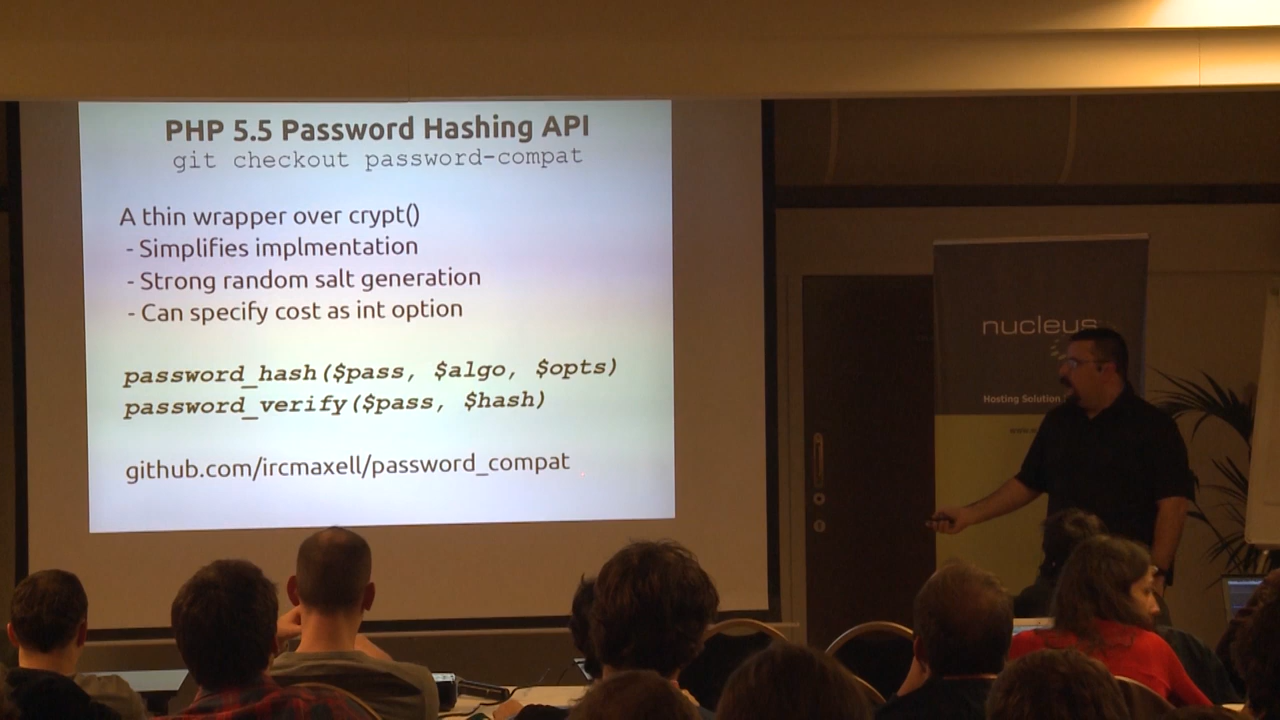 PHP 5.5 Password Hashing API
git checkout password-compat
A thin wrapper over crypt()
- Simplifies implmentation
- Strong random salt generation
- Can specify cost as int option
password_hash($pass, $algo, $opts)
password_verify($pass, $hash)
github.com/ircmaxell/password_compat
nucleus
Hosting Solution